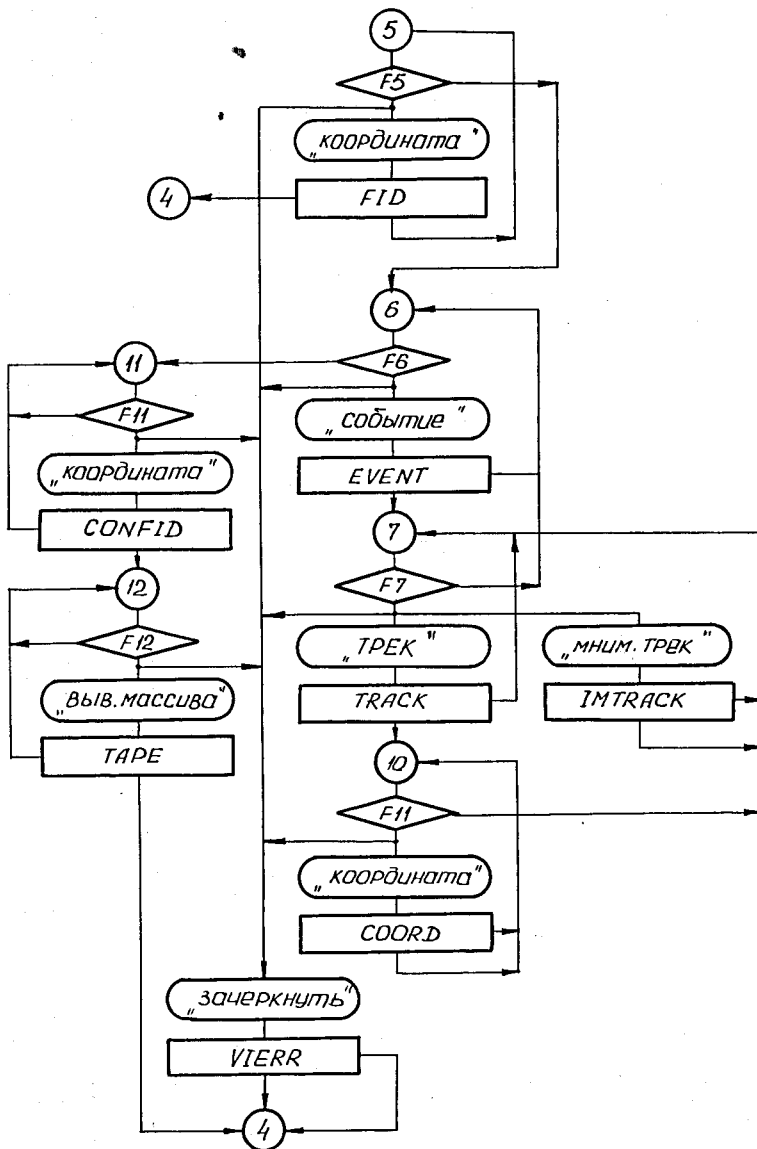 5
F5
„координата"
4
FID
6
11
F6
F11
„событие"
„координата"
EVENT
CONFID
7
12
F7
F12
„ТРЕК"
„мним. трек"
„выв. массива"
TRACK
IMTRACK
TAPE
10
F11
„координата"
COORD
„зачеркнуть"
VIERR
4